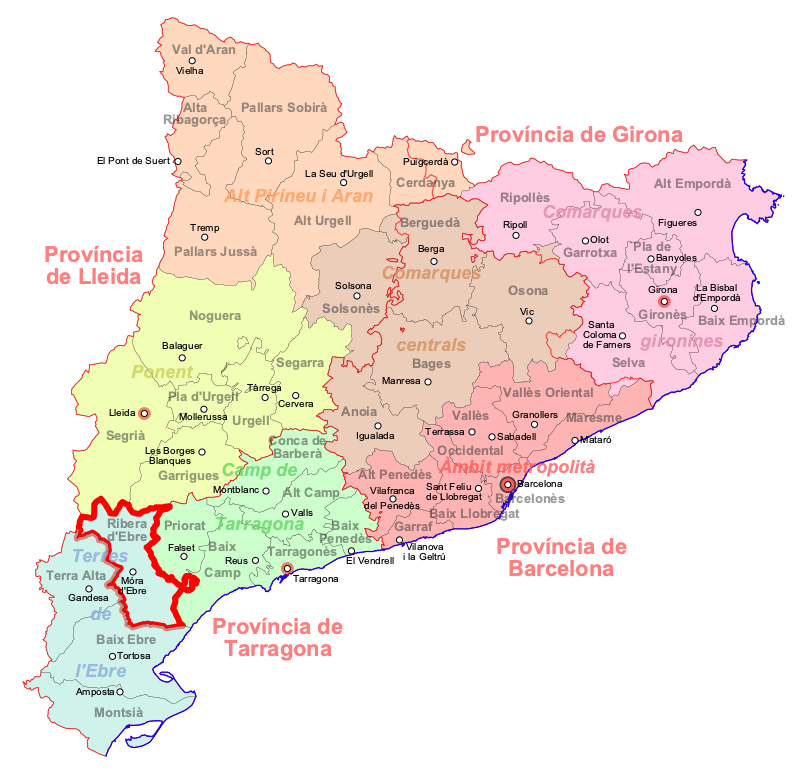 Val d'Aran
Vielha
Alta
Ribagorça
Pallars Sobirà
El Pont de Suert
Sort
La Seu d'Urgell
Puigcerdà
Cerdanya
Província de Girona
Alt Pirineu i Aran
Alt Urgell
Tremp
Pallars Jussà
Província
de Lleida
Ripollès
Ripoll
Comarques
Alt Empordà
Figueres
Olot
Garrotxa
Pla de
l'Estany
Banyoles
Girona
Gironès
La Bisbal
d'Empordà
Baix Empordà
Santa
Coloma
de Farners
Selva
gironines
Berguedà
Berga
Comarques
Solsona
Solsonès
Osona
Vic
centrals
Bages
Manresa
Anoia
Igualada
Noguera
Balaguer
Ponent
Segarra
Pla d'Urgell
Mollerussa
Tàrrega
Cervera
Urgell
Lleida
Segrià
Les Borges
Blanques
Garrigues
Vallès Oriental
Granollers
Maresme
Mataró
Vallès
Terrassa
Sabadell
Occidental
Àmbit metropolità
Alt Penedès
Vilafranca
del Penedès
Sant Feliu
de Llobregat
Barcelona
Barcelonès
Baix Llobregat
Garraf
Vilanova
i la Geltrú
Província de
Barcelona
Conca de
Barberà
Camp de
Montblanc
Alt Camp
Valls
Tarragona
Priorat
Falset
Baix
Camp
Reus
Tarragonès
Baix
Penedès
El Vendrell
Tarragona
Província de
Tarragona
Ribera
d'Ebre
Terres
Terra Alta
Gandesa
Móra
d'Ebre
de
Baix Ebre
Tortosa
l'Ebre
Amposta
Montsià